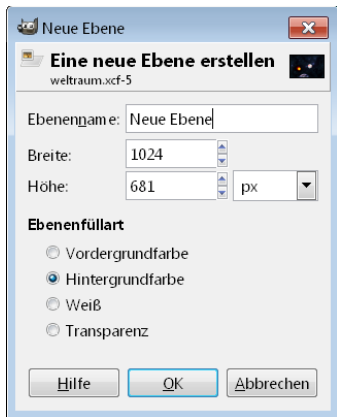 Neue Ebene
Eine neue Ebene erstellen
weltraum.xcf-5
Ebenenname: Neue Ebene
Breite: 1024
Höhe: 681 px
Ebenenfüllart
Vordergrundfarbe
Hintergrundfarbe
Weiß
Transparenz
Hilfe OK Abbrechen